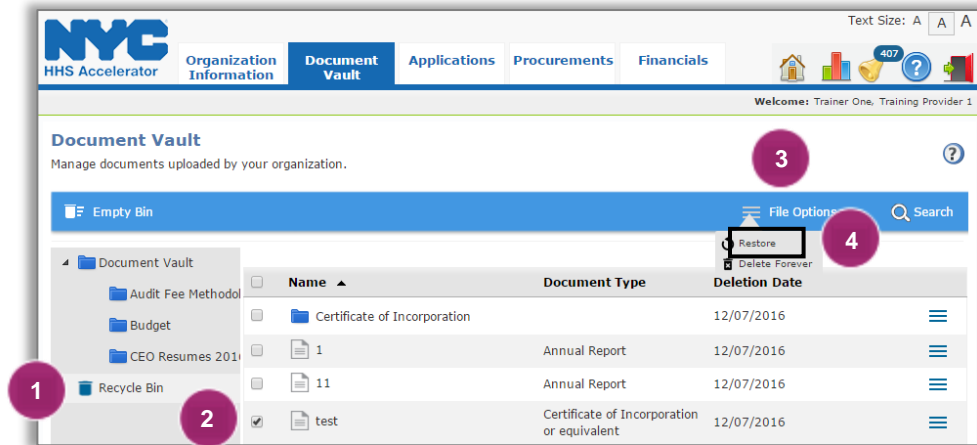 Text Size: A A A
NYC
HHS Accelerator
Organization
Information
Document
Vault
Applications
Procurements
Financials
407
?
Welcome: Trainer One, Training Provider 1
Document Vault
Manage documents uploaded by your organization.
?
3
Empty Bin
File Options
Search
4
Restore
Delete Forever
Document Vault
Audit Fee Methodol
Budget
CEO Resumes 201
Recycle Bin
1
2
Name
Document Type
Deletion Date
Certificate of Incorporation
12/07/2016
1
Annual Report
12/07/2016
11
Annual Report
12/07/2016
test
Certificate of Incorporation
or equivalent
12/07/2016